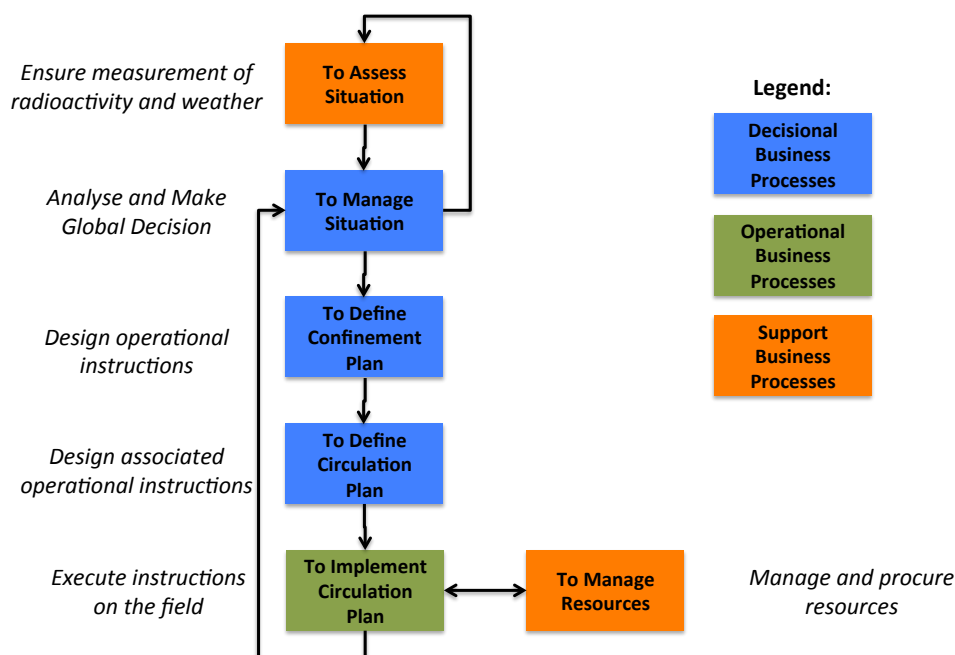 Ensure measurement of
radioactivity and weather
To Assess
Situation
Legend:
Decisional
Business
Processes
Analyse and Make
Global Decision
To Manage
Situation
Operational
Business
Processes
Design operational
instructions
To Define
Confinement
Plan
Support
Business
Processes
Design associated
operational instructions
To Define
Circulation
Plan
Execute instructions
on the field
To Implement
Circulation
Plan
To Manage
Resources
Manage and procure
resources